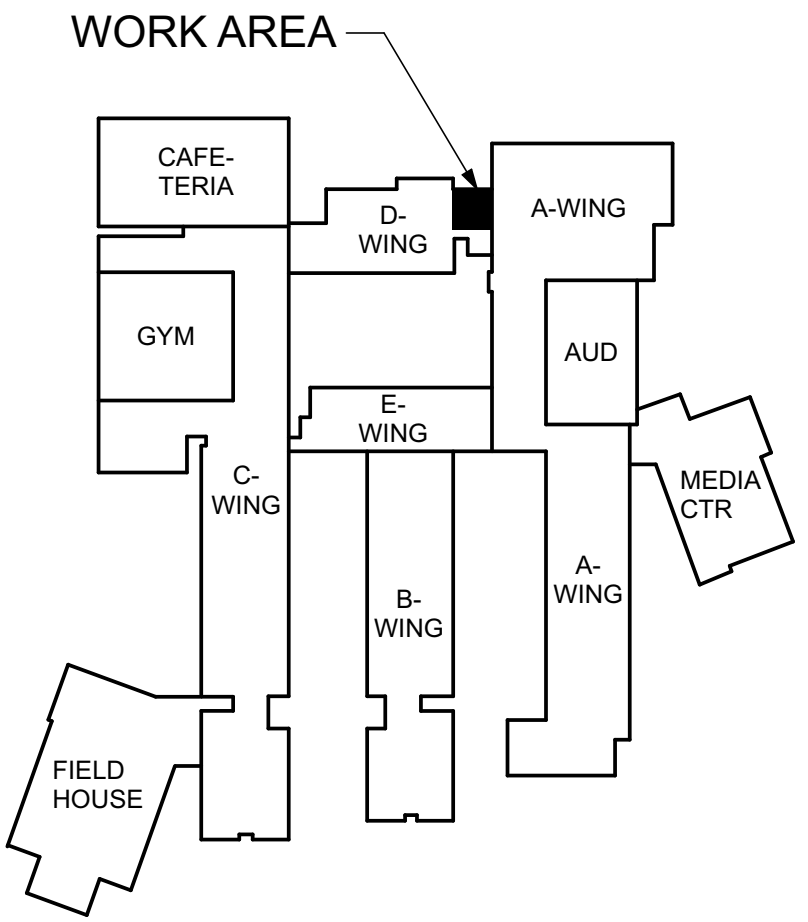 WORK AREA
CAFE-
TERIA
D-
WING
A-WING
GYM
AUD
E-
WING
C-
WING
MEDIA
CTR
A-
WING
B-
WING
FIELD
HOUSE